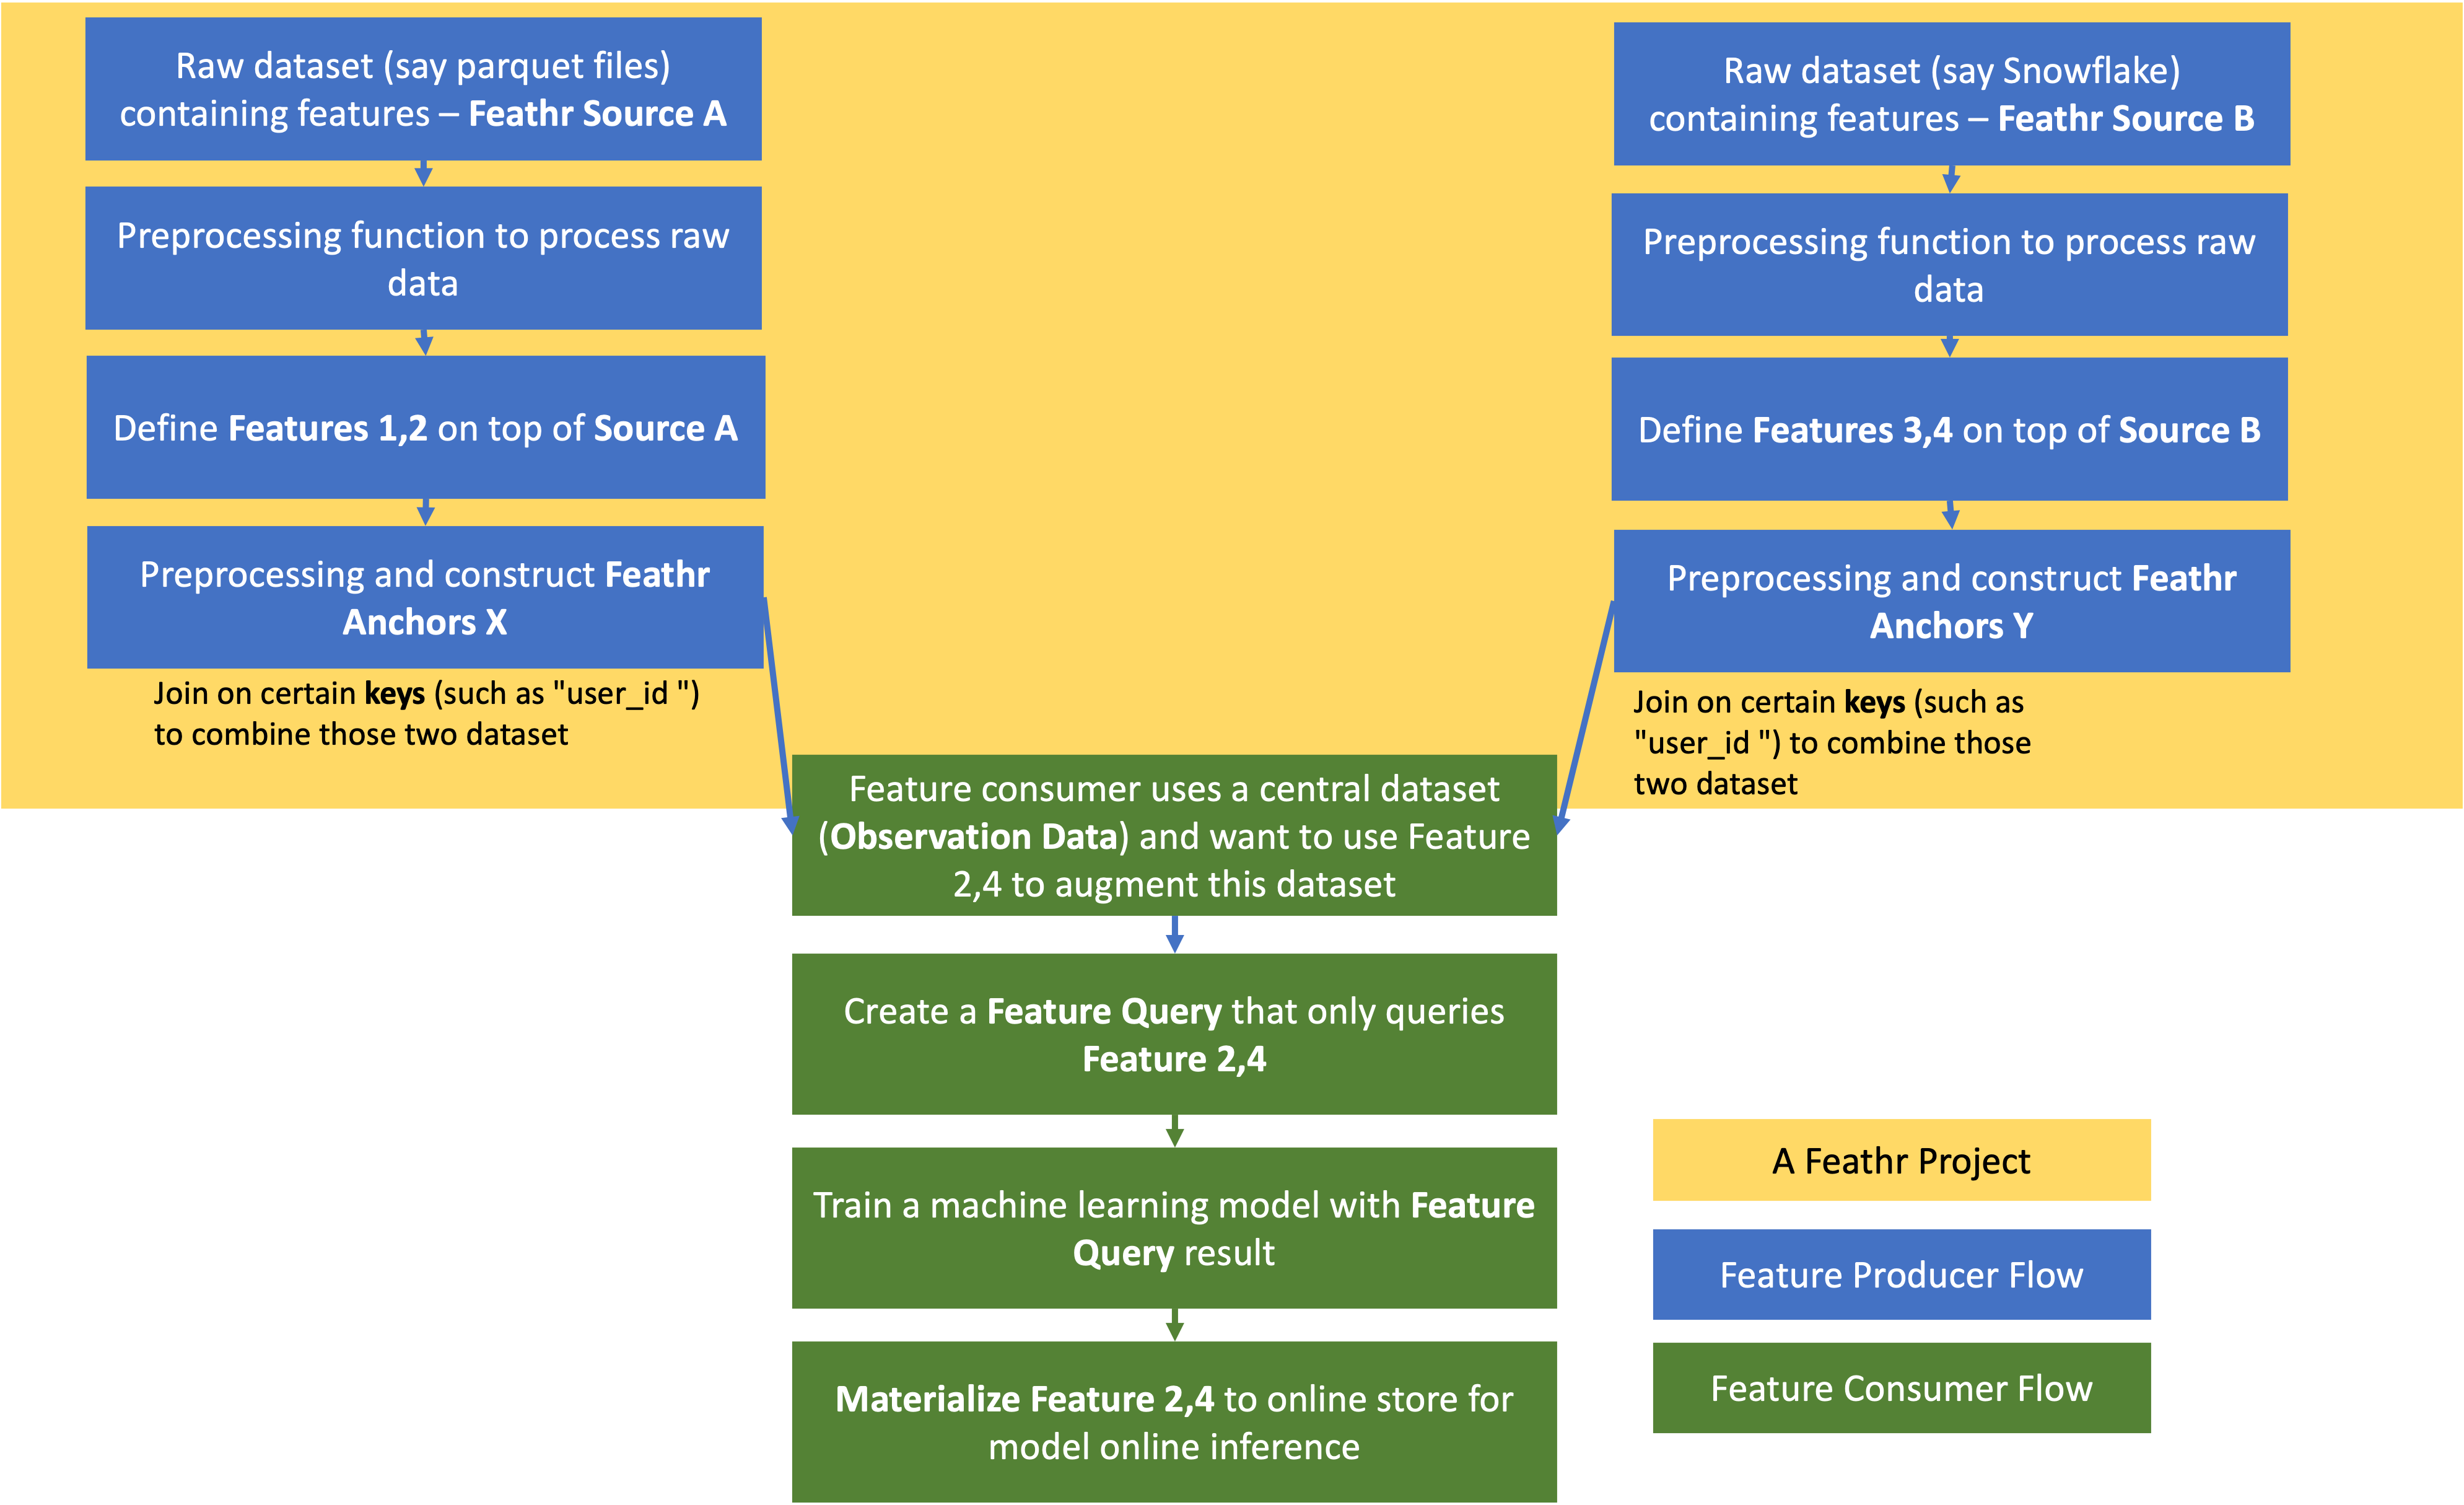 Raw dataset (say parquet files)
containing features – Feathr Source A
Preprocessing function to process raw
data
Define Features 1,2 on top of Source A
Preprocessing and construct Feathr
Anchors X
Join on certain keys (such as "user_id ")
to combine those two dataset
Raw dataset (say Snowflake)
containing features – Feathr Source B
Preprocessing function to process raw
data
Define Features 3,4 on top of Source B
Preprocessing and construct Feathr
Anchors Y
Join on certain keys (such as
"user_id ") to combine those
two dataset
Feature consumer uses a central dataset
(Observation Data) and want to use Feature
2,4 to augment this dataset
Create a Feature Query that only queries
Feature 2,4
Train a machine learning model with Feature
Query result
Materialize Feature 2,4 to online store for
model online inference
A Feathr Project
Feature Producer Flow
Feature Consumer Flow